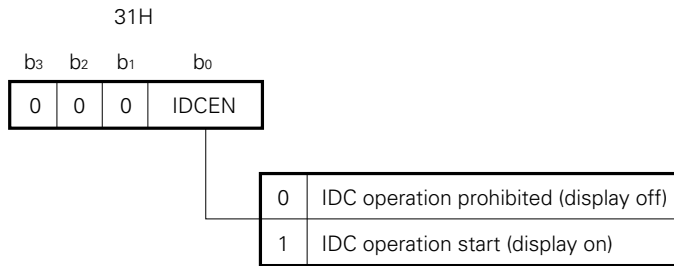 31H
b3 b2 b1 b0
0 0 0 IDCEN
0 IDC operation prohibited (display off)
1 IDC operation start (display on)